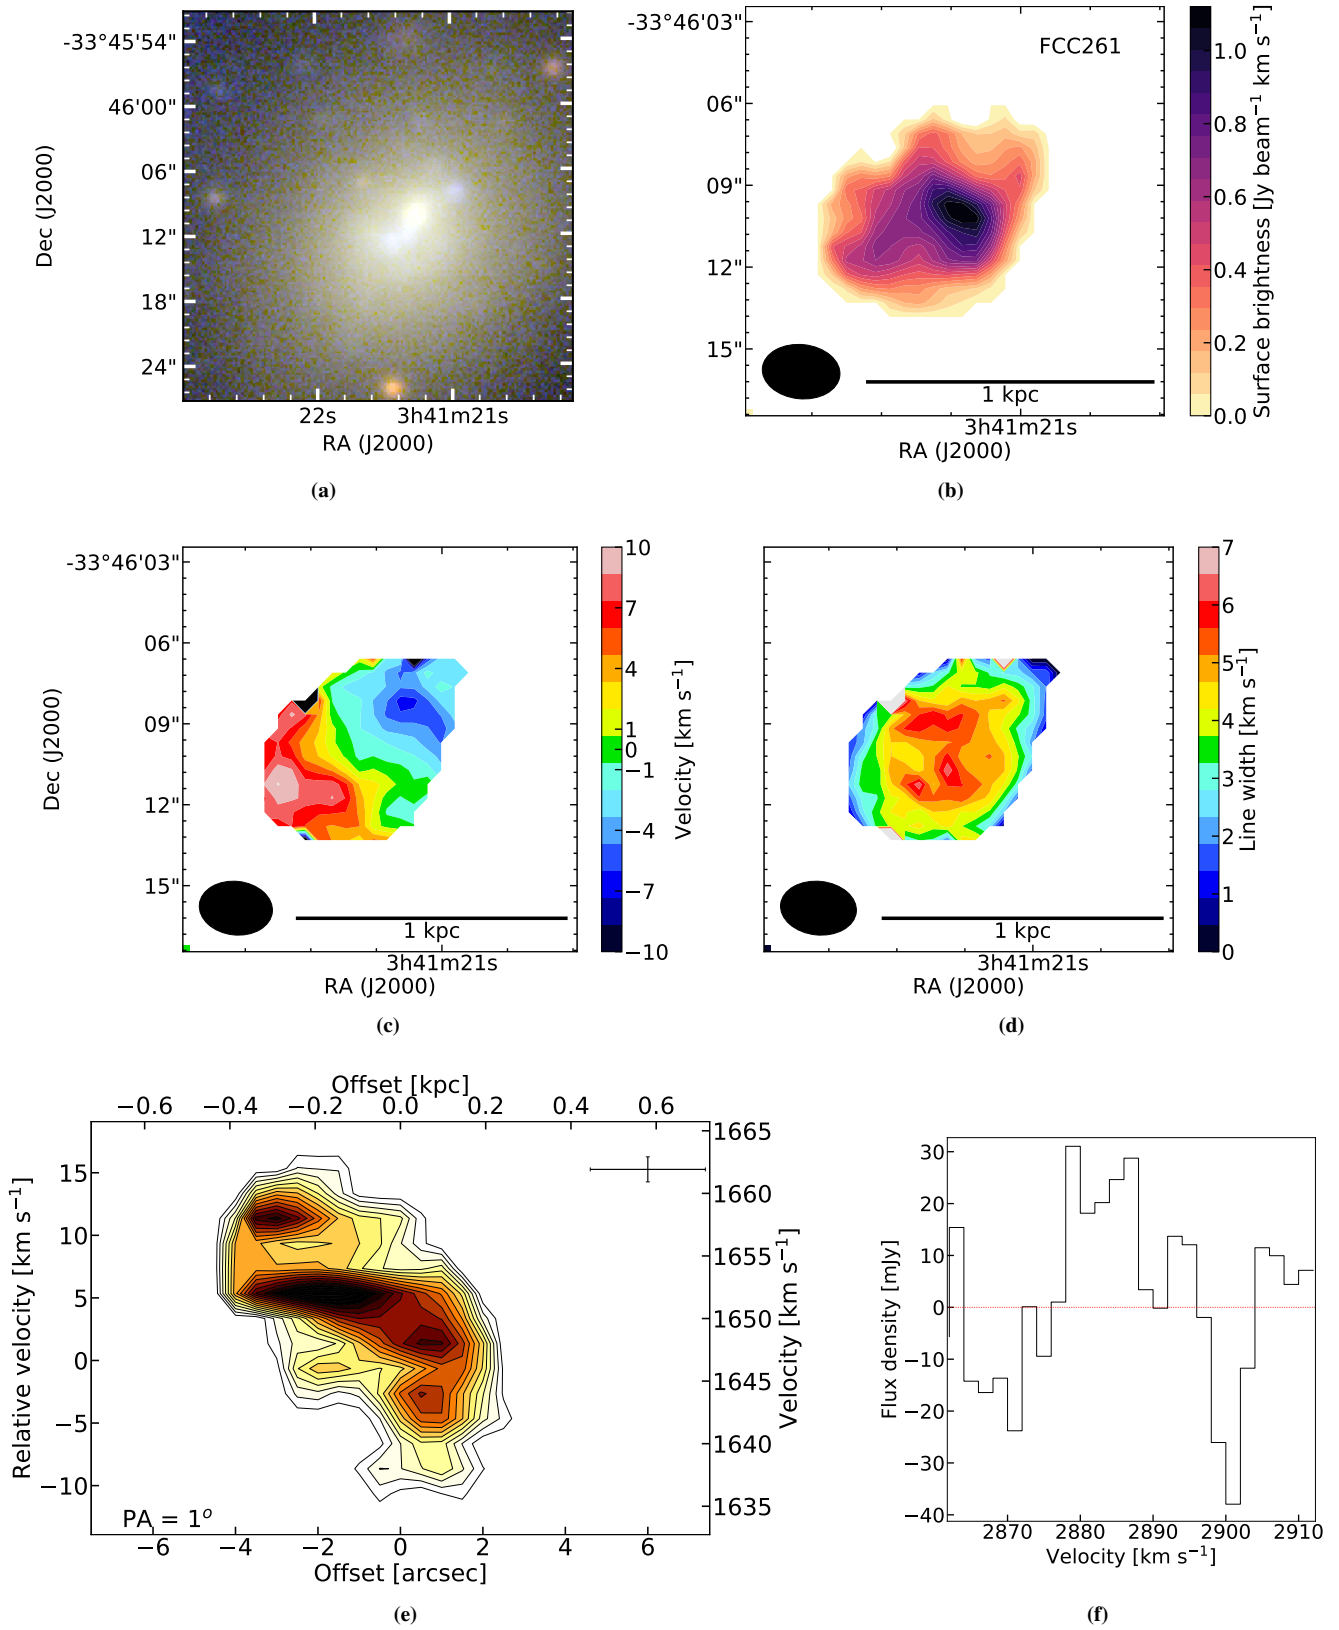 -33°45'54"
46'00"
06"
12"
18"
24"
Dec (J2000)
22s 3h41m21s
RA (J2000)
(a)
-33°46'03"
06"
09"
12"
15"
FCC261
1 kpc
3h41m21s
RA (J2000)
1.0
0.8
0.6
0.4
0.2
0.0
Surface brightness [Jy beam⁻¹ km s⁻¹]
(b)
-33°46'03"
06"
09"
12"
15"
Dec (J2000)
1 kpc
3h41m21s
RA (J2000)
10
7
4
1
0
−1
−4
−7
−10
Velocity [km s⁻¹]
(c)
1 kpc
3h41m21s
RA (J2000)
7
6
5
4
3
2
1
0
Line width [km s⁻¹]
(d)
Offset [kpc]
−0.6 −0.4 −0.2 0.0 0.2 0.4 0.6
15
10
5
0
−5
−10
Relative velocity [km s⁻¹]
1665
1660
1655
1650
1645
1640
1635
Velocity [km s⁻¹]
PA = 1°
−6 −4 −2 0 2 4 6
Offset [arcsec]
(e)
30
20
10
0
−10
−20
−30
−40
Flux density [mJy]
2870 2880 2890 2900 2910
Velocity [km s⁻¹]
(f)